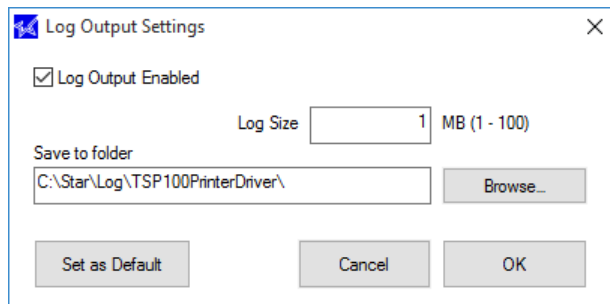 Log Output Settings
Log Output Enabled
Log Size 1 MB (1 - 100)
Save to folder
C:\Star\Log\TSP100PrinterDriver\ Browse...
Set as Default Cancel OK